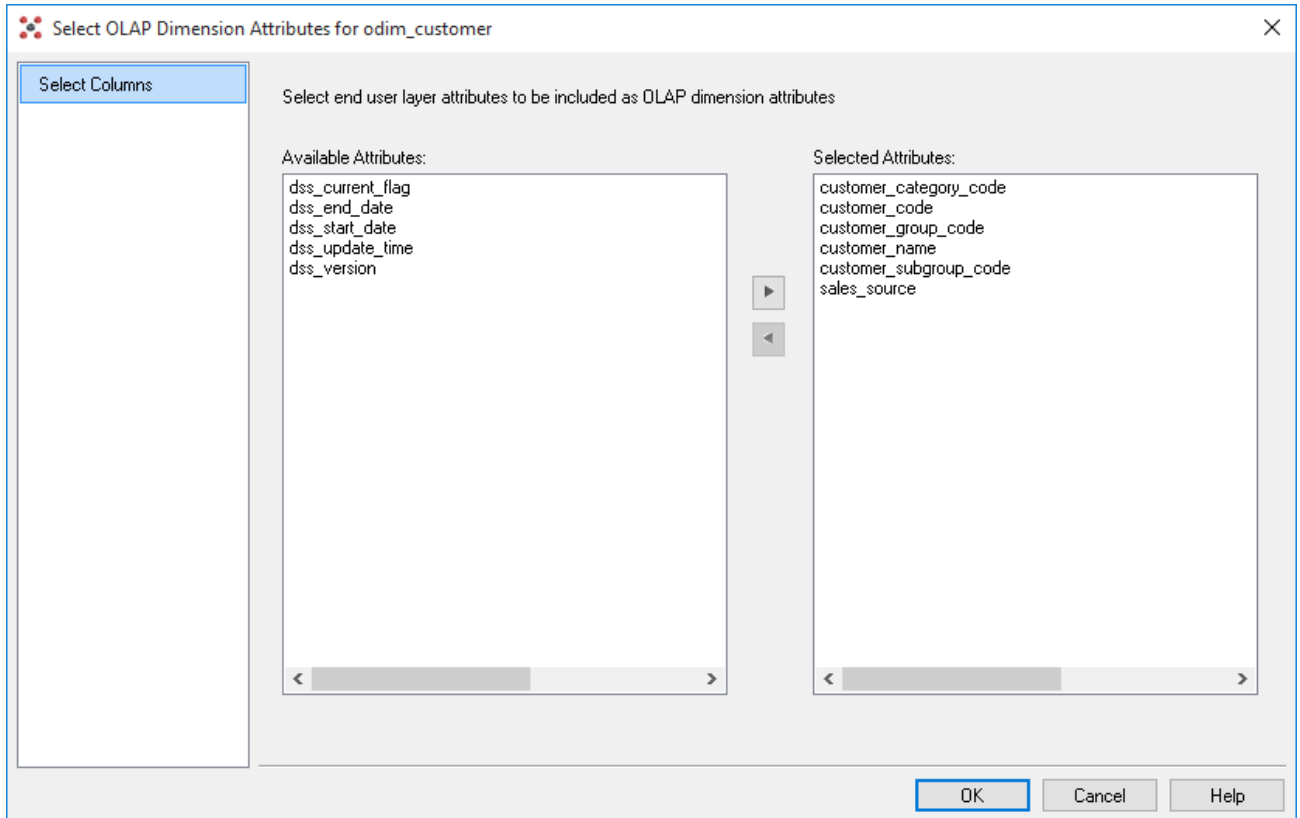 Select OLAP Dimension Attributes for odim_customer
Select Columns
Select end user layer attributes to be included as OLAP dimension attributes
Available Attributes:
dss_current_flag
dss_end_date
dss_start_date
dss_update_time
dss_version
Selected Attributes:
customer_category_code
customer_code
customer_group_code
customer_name
customer_subgroup_code
sales_source
OK
Cancel
Help